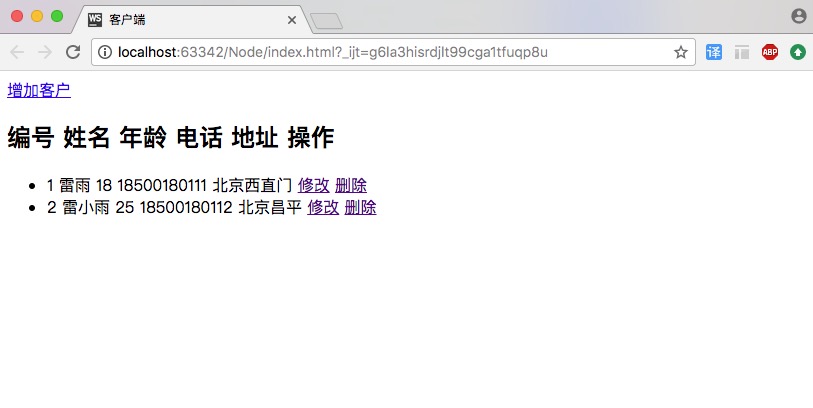 WS 客户端
localhost:63342/Node/index.html?_ijt=g6la3hisrdjlt99cga1tfuqp8u
译 ABP
增加客户
编号 姓名 年龄 电话 地址 操作
1 雷雨 18 18500180111 北京西直门 修改 删除
2 雷小雨 25 18500180112 北京昌平 修改 删除